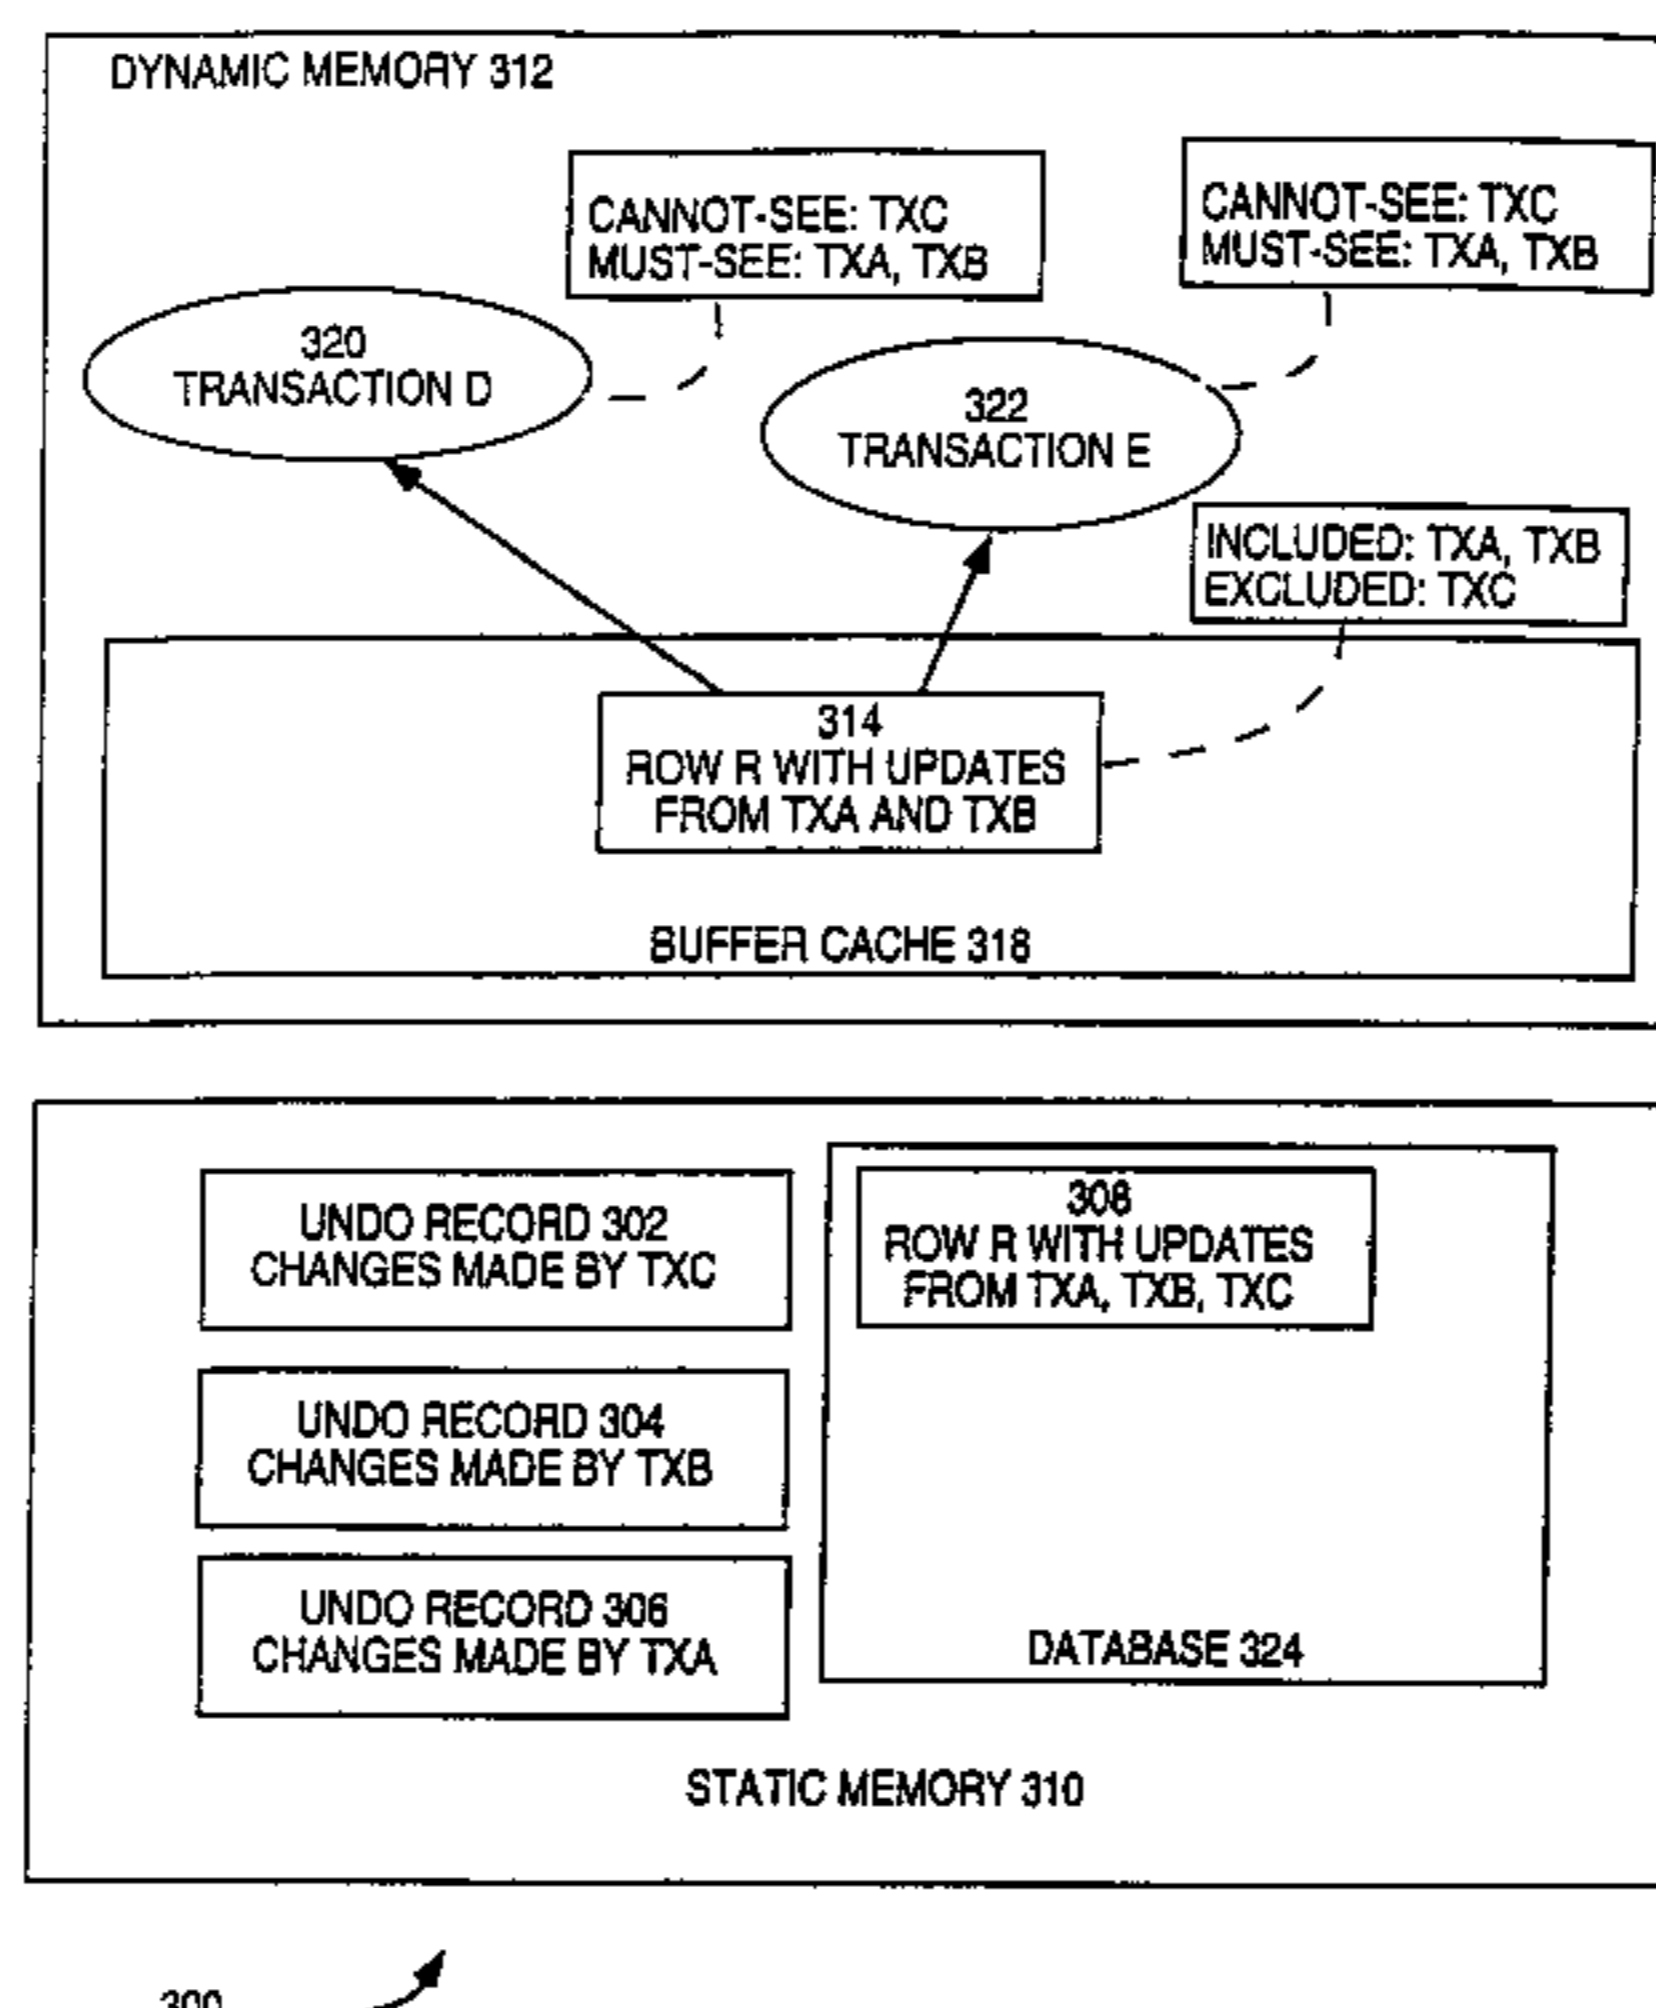 DYNAMIC MEMORY 312
CANNOT-SEE: TXC
MUST-SEE: TXA, TXB
CANNOT-SEE: TXC
MUST-SEE: TXA, TXB
320
TRANSACTION D
322
TRANSACTION E
INCLUDED: TXA, TXB
EXCLUDED: TXC
314
ROW R WITH UPDATES
FROM TXA AND TXB
BUFFER CACHE 318
UNDO RECORD 302
CHANGES MADE BY TXC
308
ROW R WITH UPDATES
FROM TXA, TXB, TXC
UNDO RECORD 304
CHANGES MADE BY TXB
UNDO RECORD 306
CHANGES MADE BY TXA
DATABASE 324
STATIC MEMORY 310
300